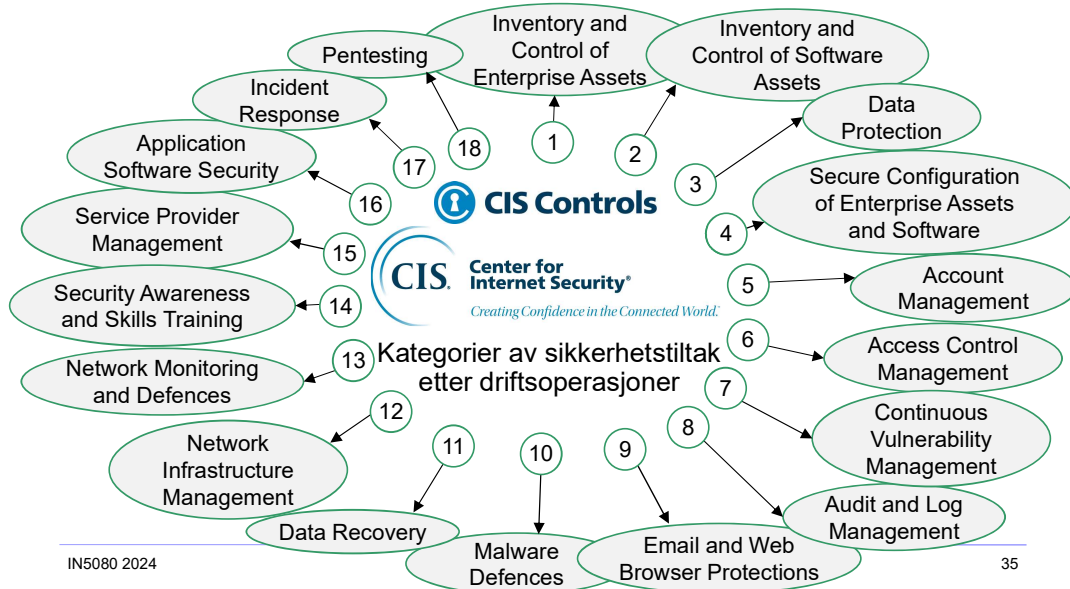 Inventory
and
Control of
Enterprise Assets
Inventory and
Control of Software
Assets
Data
Protection
Secure Configuration
of Enterprise Assets
and Software
Account
Management
Access Control
Management
Continuous
Vulnerability
Management
Audit and Log
Management
Email and Web
Browser Protections
Malware
Defences
Data Recovery
Network
Infrastructure
Management
Network Monitoring
and Defences
Security Awareness
and Skills Training
Service Provider
Management
Application
Software Security
Incident
Response
Pentesting
1
2
3
4
5
6
7
8
9
10
11
12
13
14
15
16
17
18
CIS Controls
CIS.
Center for
Internet Security®
Creating Confidence in the Connected World.™
Kategorier av sikkerhetstiltak
etter driftsoperasjoner
IN5080 2024
35